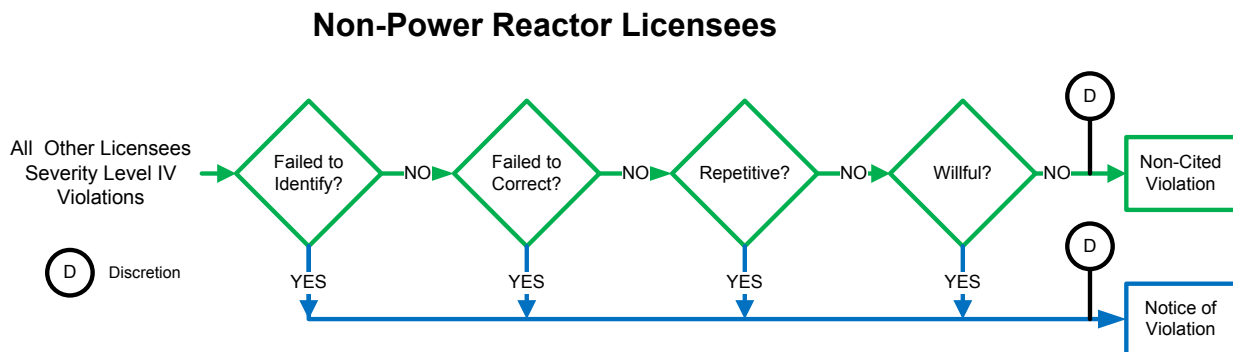 Non-Power Reactor Licensees
All Other Licensees
Severity Level IV
Violations
Failed to
Identify?
NO
Failed to
Correct?
NO
Repetitive?
NO
Willful?
NO
D
Non-Cited
Violation
D
Discretion
YES
YES
YES
YES
D
Notice of
Violation